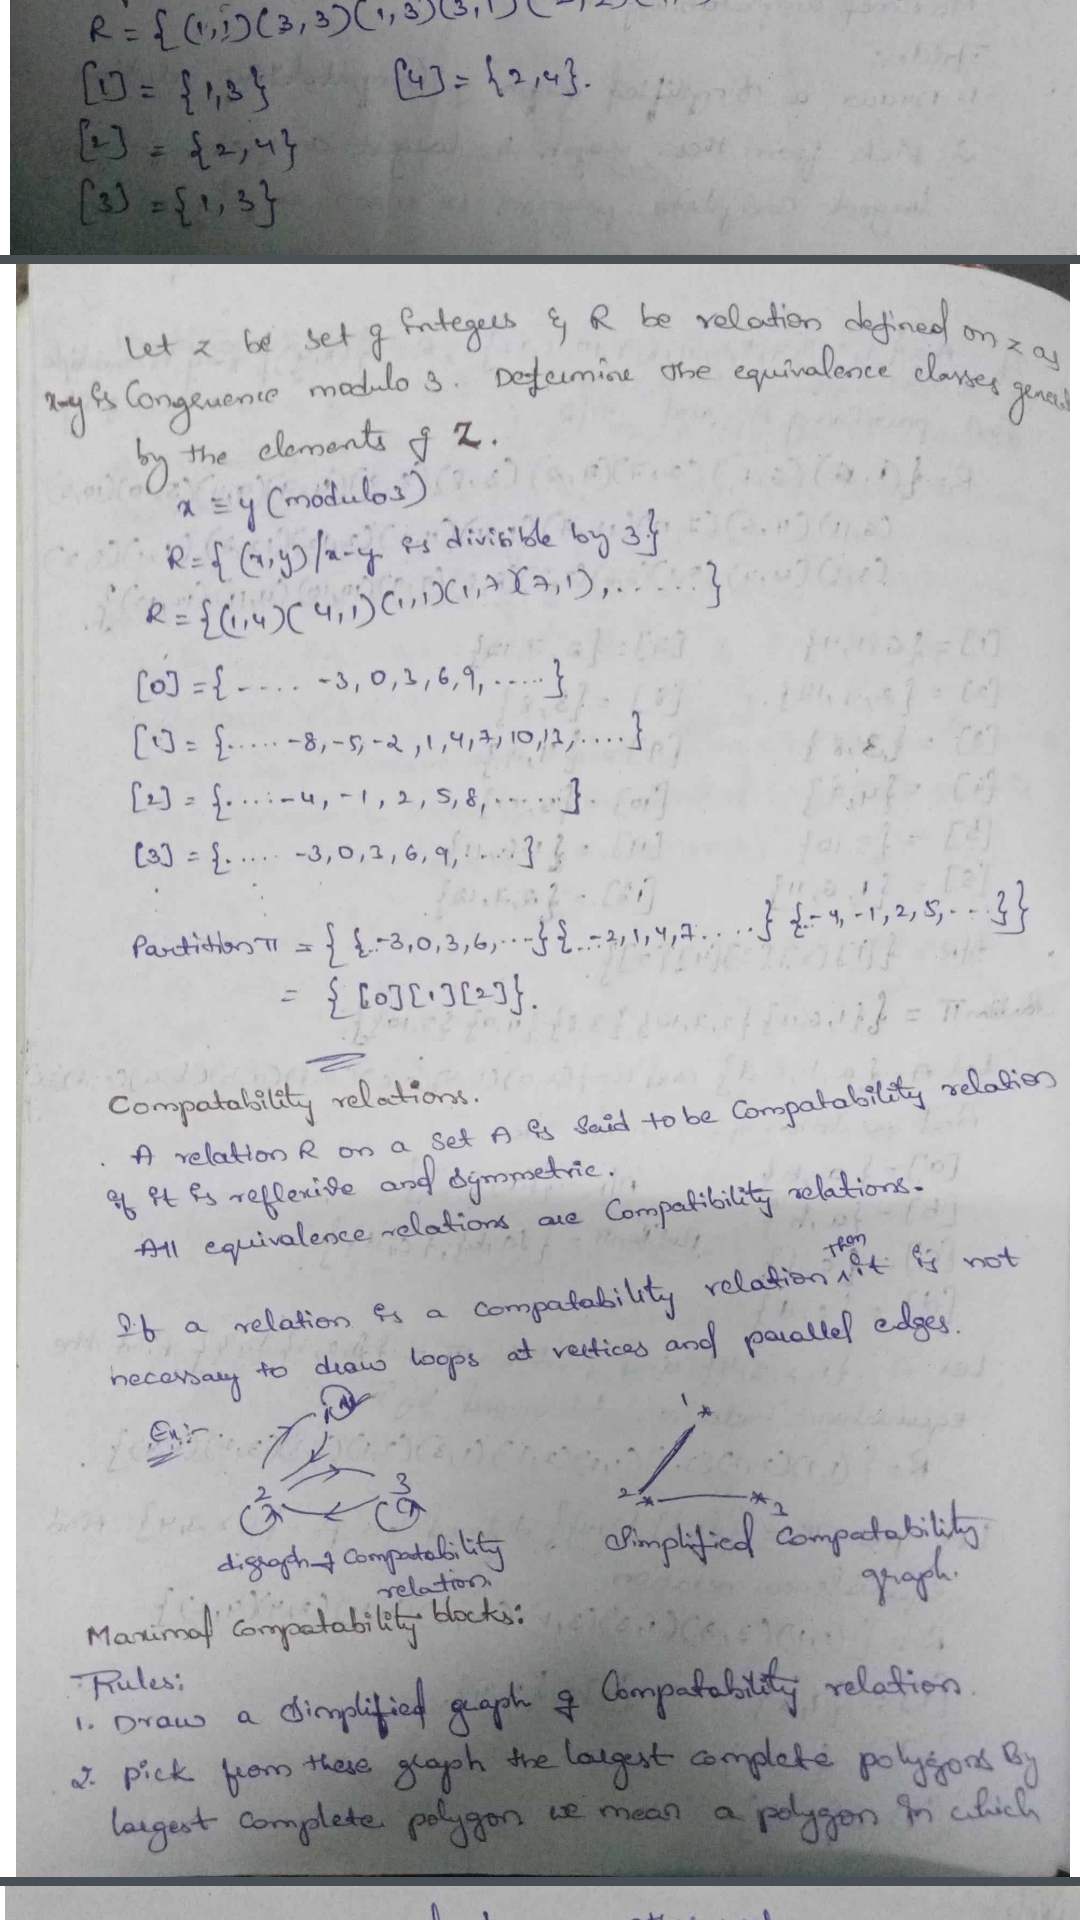 R = { (1,1) (3,3) (1,3) (3,1) (2,2)
[1] = {1,3} [4] = {2,4}.
[2] = {2,4}
[3] = {1,3}
Let z be set of Integers & R be relation defined on z as
x-y is Congruence modulo 3. Determine the equivalence classes
by the elements of Z.
x ≡ y (modulo3)
R = { (x,y) / x-y is divisible by 3}
R = {(1,4) (4,1) (1,1) (1,7) (7,1), ...... }
[0] = { ..... -3, 0, 3, 6, 9, ..... }
[1] = {..... -8, -5, -2, 1, 4, 7, 10, 13, .... }
[2] = {..... -4, -1, 2, 5, 8, ...... }.
[3] = {..... -3, 0, 3, 6, 9, ..... }
Partition π = { {..-3, 0, 3, 6, ...} {..-2, 1, 4, 7 .....} {..-4, -1, 2, 5, ...} }
= { [0] [1] [2] }.
Compatability relations.
A relation R on a set A is said to be Compatability relation
if it is reflexive and symmetric.
All equivalence relations are Compatibility relations.
If a relation is a compatability relation then it is not
necessary to draw loops at vertices and parallel edges.
Ex:- 1 1
2 3 2 3
digraph of Compatability Simplified Compatability
relation. graph.
Maximal Compatability blocks:
Rules:
1. Draw a simplified graph of Compatability relation.
2. pick from these graph the largest complete polygons By
largest complete polygon we mean a polygon in which